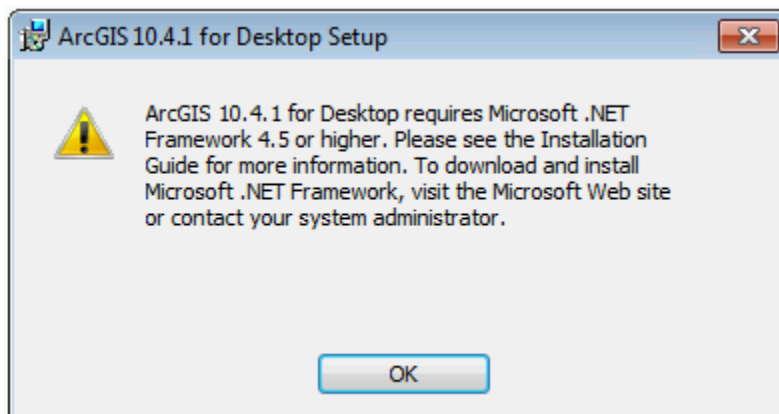 ArcGIS 10.4.1 for Desktop Setup
ArcGIS 10.4.1 for Desktop requires Microsoft .NET
Framework 4.5 or higher. Please see the Installation
Guide for more information. To download and install
Microsoft .NET Framework, visit the Microsoft Web site
or contact your system administrator.
OK